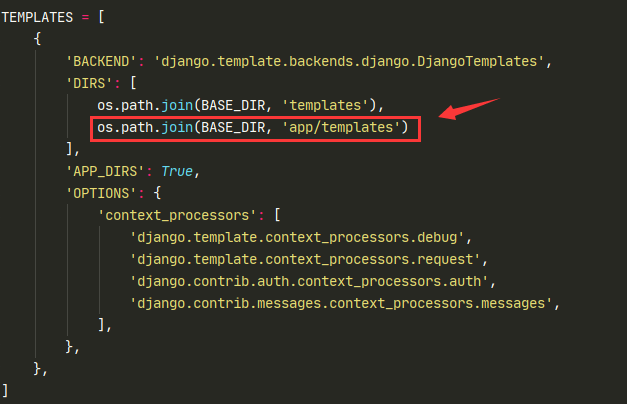 TEMPLATES = [
    {
        'BACKEND': 'django.template.backends.django.DjangoTemplates',
        'DIRS': [
            os.path.join(BASE_DIR, 'templates'),
            os.path.join(BASE_DIR, 'app/templates')
        ],
        'APP_DIRS': True,
        'OPTIONS': {
            'context_processors': [
                'django.template.context_processors.debug',
                'django.template.context_processors.request',
                'django.contrib.auth.context_processors.auth',
                'django.contrib.messages.context_processors.messages',
            ],
        },
    },
]